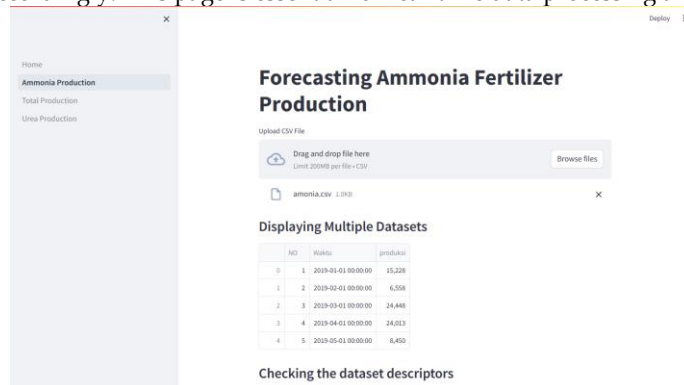 Deploy
Home
Ammonia Production
Total Production
Urea Production
Forecasting Ammonia Fertilizer
Production
Upload CSV File
Drag and drop file here
Limit 200MB per file • CSV
Browse files
amonia.csv 1.0KB
Displaying Multiple Datasets
NO Waktu produksi
0 1 2019-01-01 00:00:00 15,228
1 2 2019-02-01 00:00:00 6,558
2 3 2019-03-01 00:00:00 24,448
3 4 2019-04-01 00:00:00 24,013
4 5 2019-05-01 00:00:00 8,450
Checking the dataset descriptors